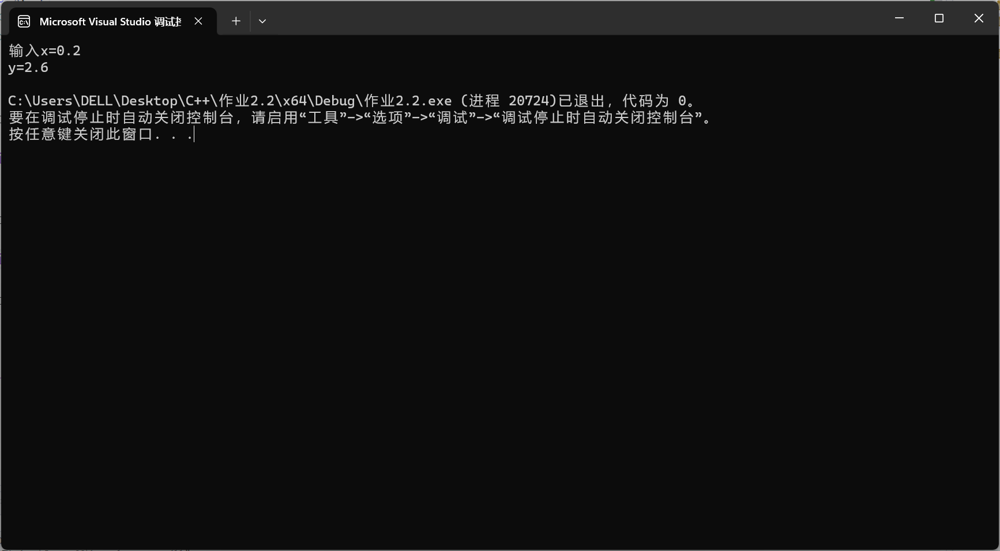 Microsoft Visual Studio 调试
输入x=0.2
y=2.6
C:\Users\DELL\Desktop\C++\作业2.2\x64\Debug\作业2.2.exe (进程 20724)已退出，代码为 0。
要在调试停止时自动关闭控制台，请启用“工具”->“选项”->“调试”->“调试停止时自动关闭控制台”。
按任意键关闭此窗口. . .